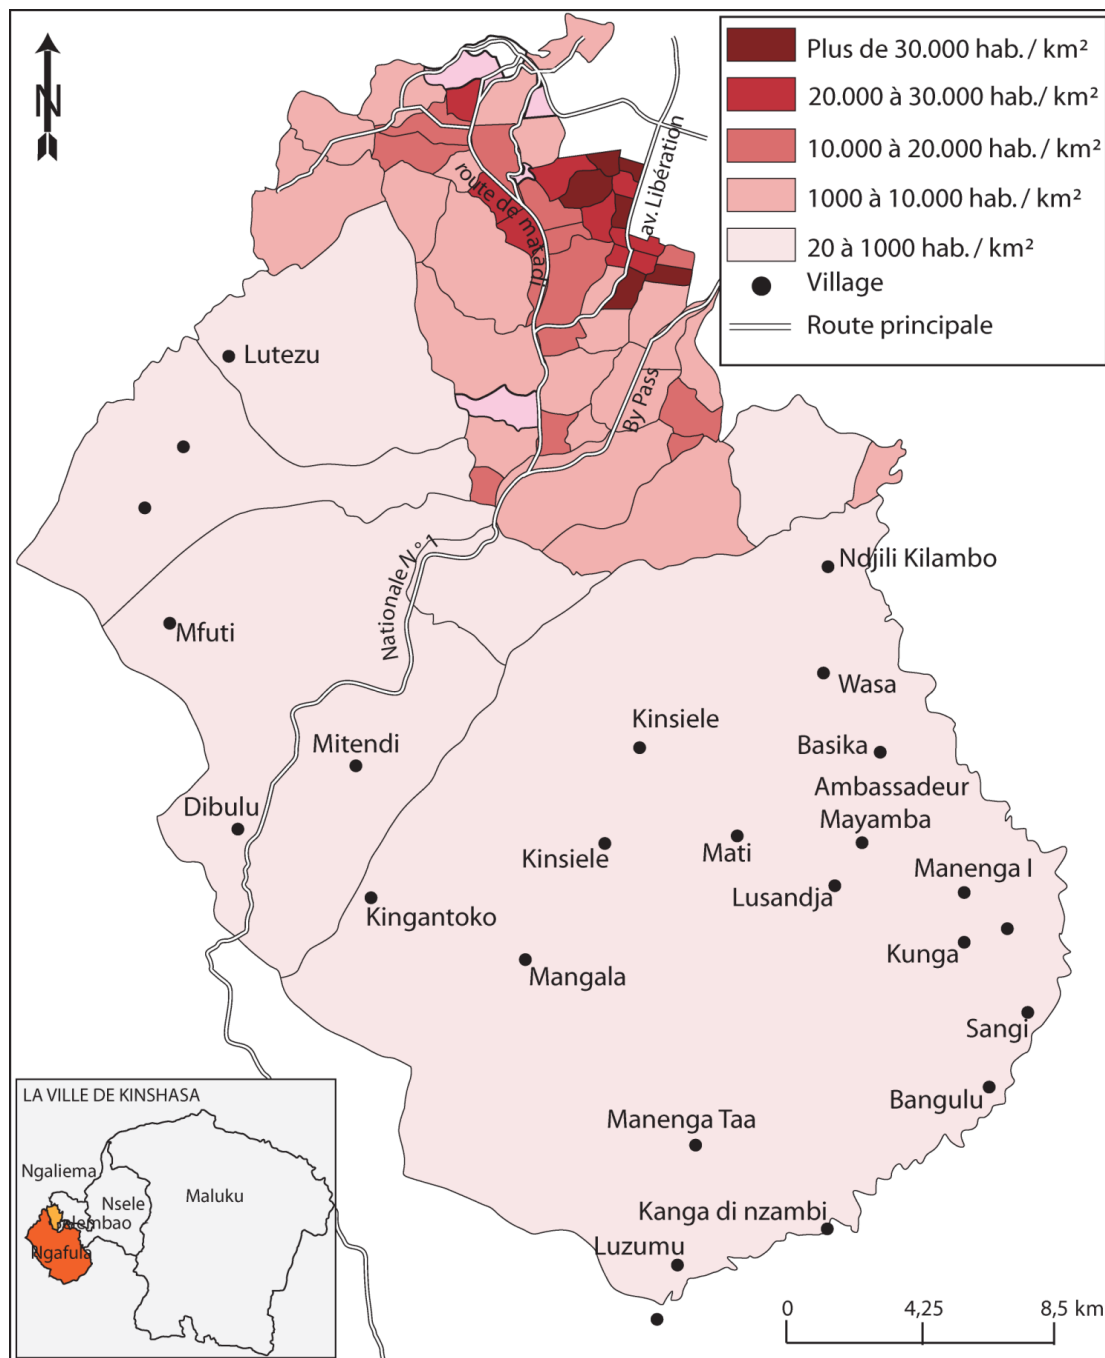 N
Plus de 30.000 hab. / km²
20.000 à 30.000 hab./ km²
10.000 à 20.000 hab. / km²
1000 à 10.000 hab. / km²
20 à 1000 hab. / km²
Village
Route principale
av. Libération
route de matadi
By Pass
Nationale N°1
Lutezu
Mfuti
Ndjili Kilambo
Wasa
Kinsiele
Basika
Mitendi
Ambassadeur
Mayamba
Dibulu
Kinsiele
Mati
Manenga I
Lusandja
Kingantoko
Kunga
Mangala
Sangi
Bangulu
Manenga Taa
Kanga di nzambi
Luzumu
LA VILLE DE KINSHASA
Ngaliema
Nsele
Maluku
Ngafula
0 4,25 8,5 km